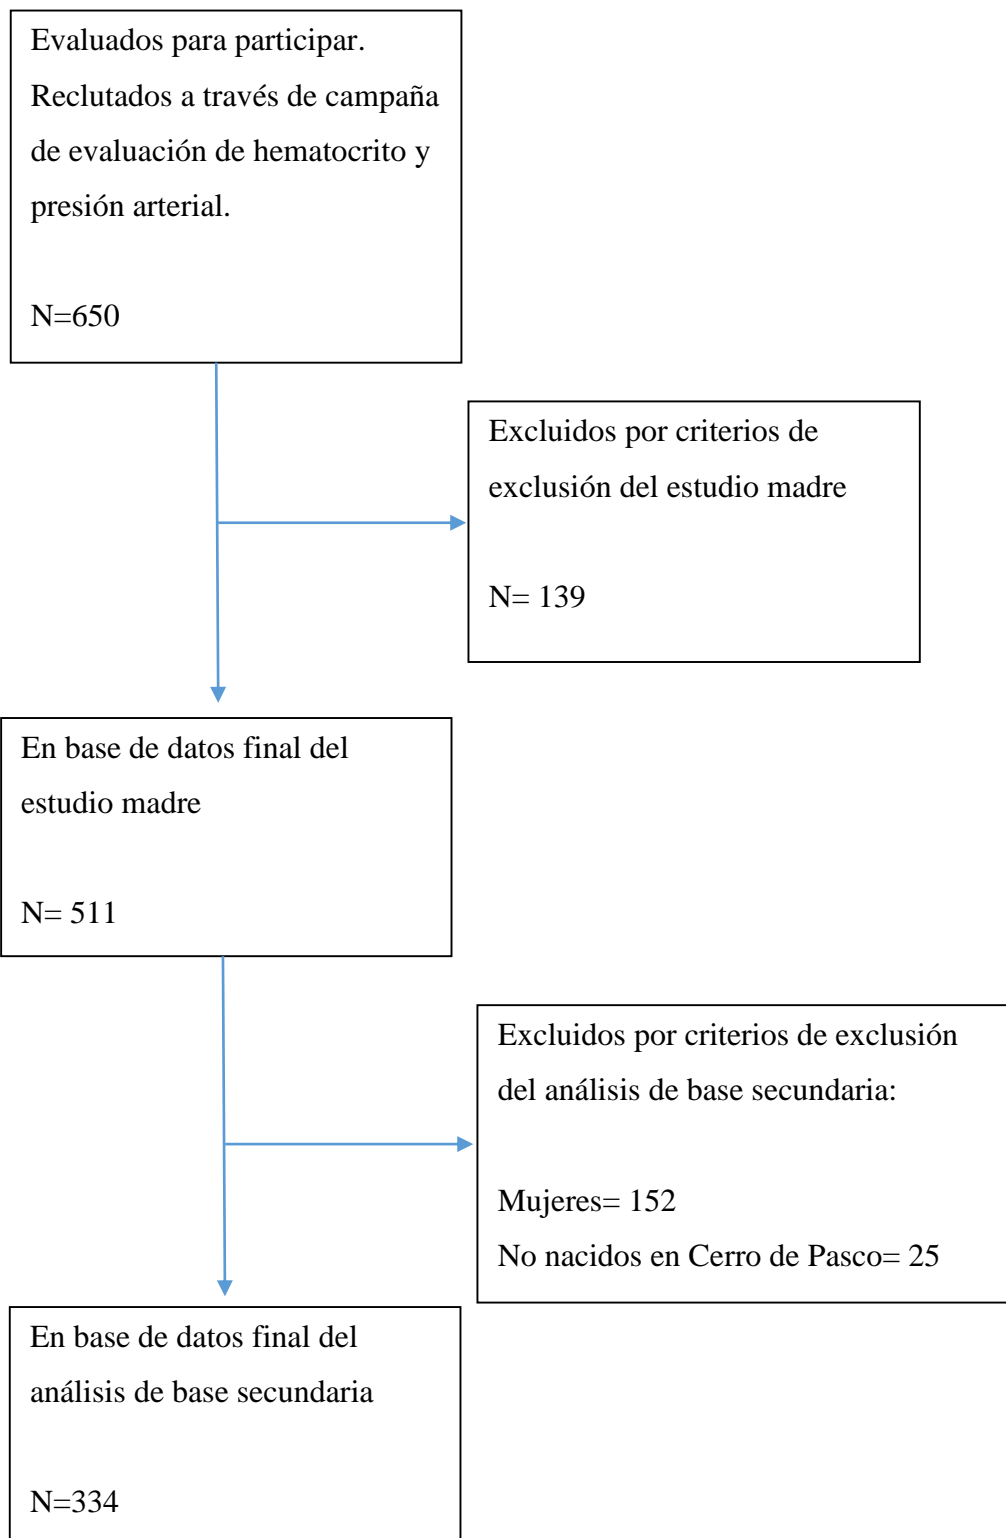 Evaluados para participar.
Reclutados a través de campaña
de evaluación de hematocrito y
presión arterial.
N=650
Excluidos por criterios de
exclusión del estudio madre
N= 139
En base de datos final del
estudio madre
N= 511
Excluidos por criterios de exclusión
del análisis de base secundaria:
Mujeres= 152
No nacidos en Cerro de Pasco= 25
En base de datos final del
análisis de base secundaria
N=334